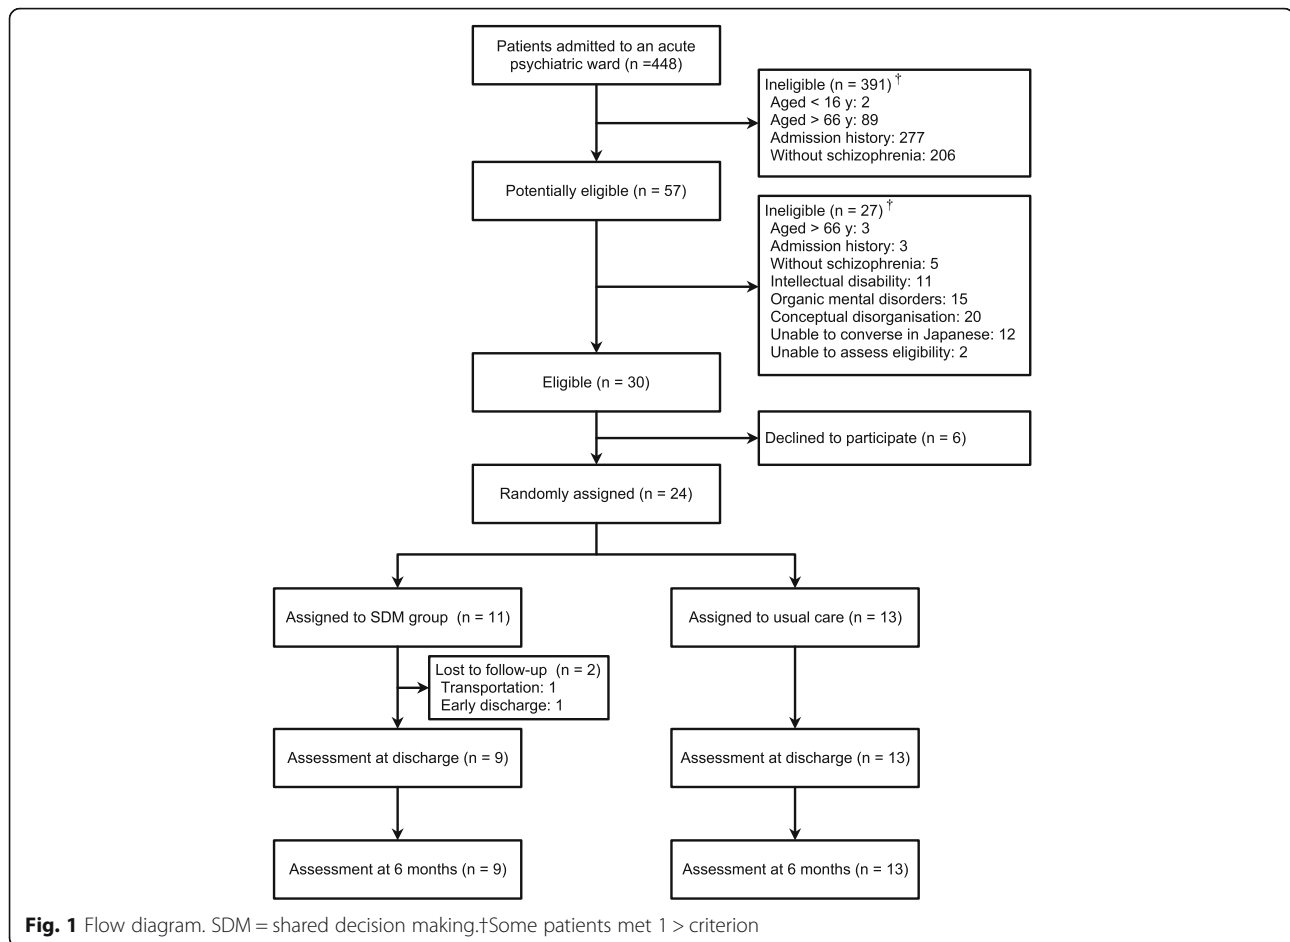 Patients admitted to an acute
psychiatric ward (n =448)
Ineligible (n = 391) †
Aged < 16 y: 2
Aged > 66 y: 89
Admission history: 277
Without schizophrenia: 206
Potentially eligible (n = 57)
Ineligible (n = 27) †
Aged > 66 y: 3
Admission history: 3
Without schizophrenia: 5
Intellectual disability: 11
Organic mental disorders: 15
Conceptual disorganisation: 20
Unable to converse in Japanese: 12
Unable to assess eligibility: 2
Eligible (n = 30)
Declined to participate (n = 6)
Randomly assigned (n = 24)
Assigned to SDM group (n = 11)
Assigned to usual care (n = 13)
Lost to follow-up (n = 2)
Transportation: 1
Early discharge: 1
Assessment at discharge (n = 9)
Assessment at discharge (n = 13)
Assessment at 6 months (n = 9)
Assessment at 6 months (n = 13)
Fig. 1 Flow diagram. SDM = shared decision making.†Some patients met 1 > criterion